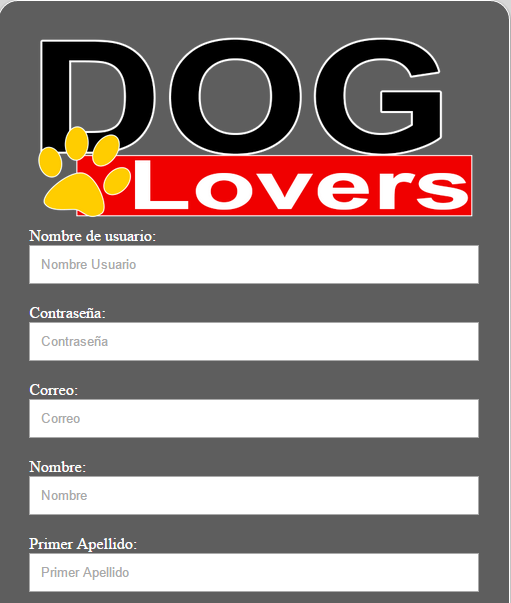 DOG
Lovers
Nombre de usuario:
Nombre Usuario
Contraseña:
Contraseña
Correo:
Correo
Nombre:
Nombre
Primer Apellido:
Primer Apellido